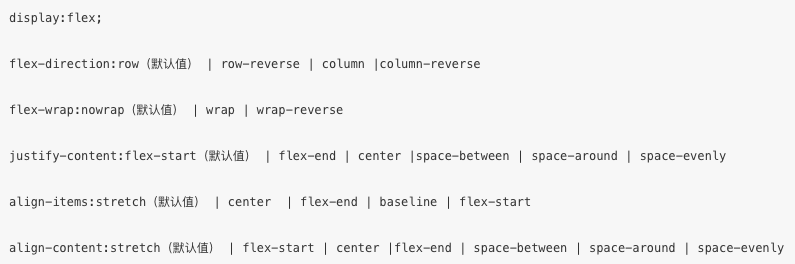 display:flex;
flex-direction:row（默认值） | row-reverse | column |column-reverse
flex-wrap:nowrap（默认值） | wrap | wrap-reverse
justify-content:flex-start（默认值） | flex-end | center |space-between | space-around | space-evenly
align-items:stretch（默认值） | center  | flex-end | baseline | flex-start
align-content:stretch（默认值） | flex-start | center |flex-end | space-between | space-around | space-evenly